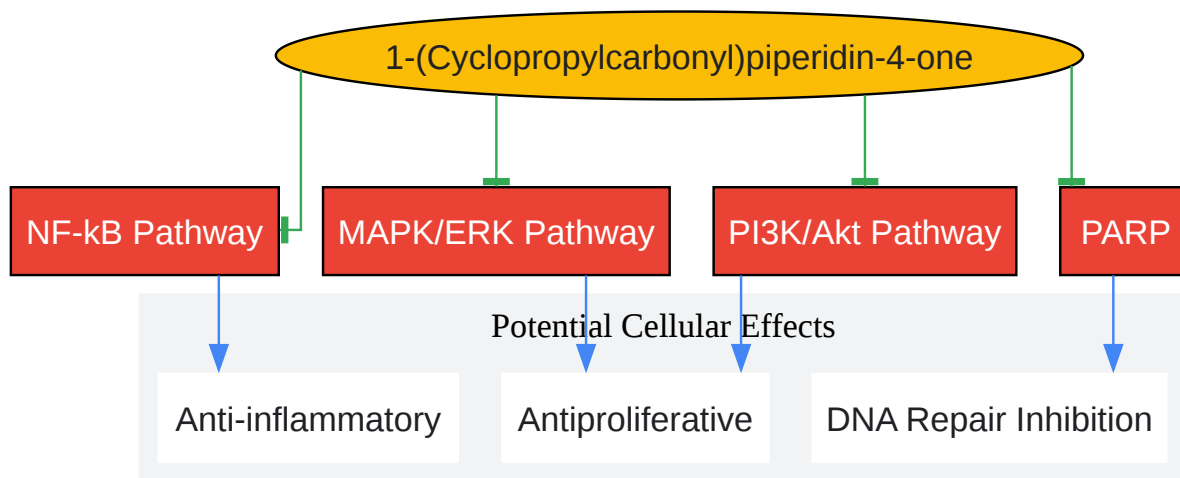 1-(Cyclopropylcarbonyl)piperidin-4-one
NF-kB Pathway
MAPK/ERK Pathway
PI3K/Akt Pathway
PARP
Potential Cellular Effects
Anti-inflammatory
Antiproliferative
DNA Repair Inhibition